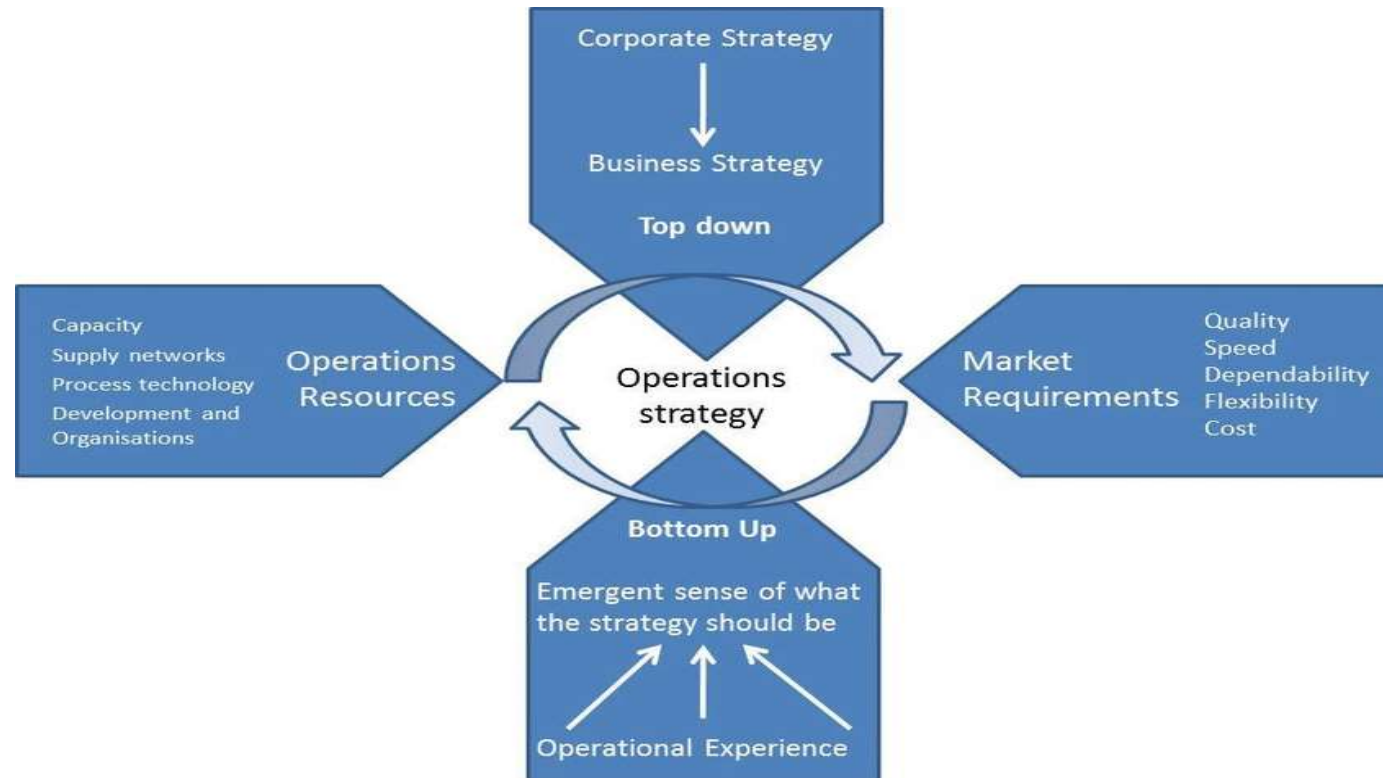 Corporate Strategy
Business Strategy
Top down
Capacity
Supply networks
Process technology
Development and
Organisations
Operations
Resources
Operations
strategy
Market
Requirements
Quality
Speed
Dependability
Flexibility
Cost
Bottom Up
Emergent sense of what
the strategy should be
Operational Experience